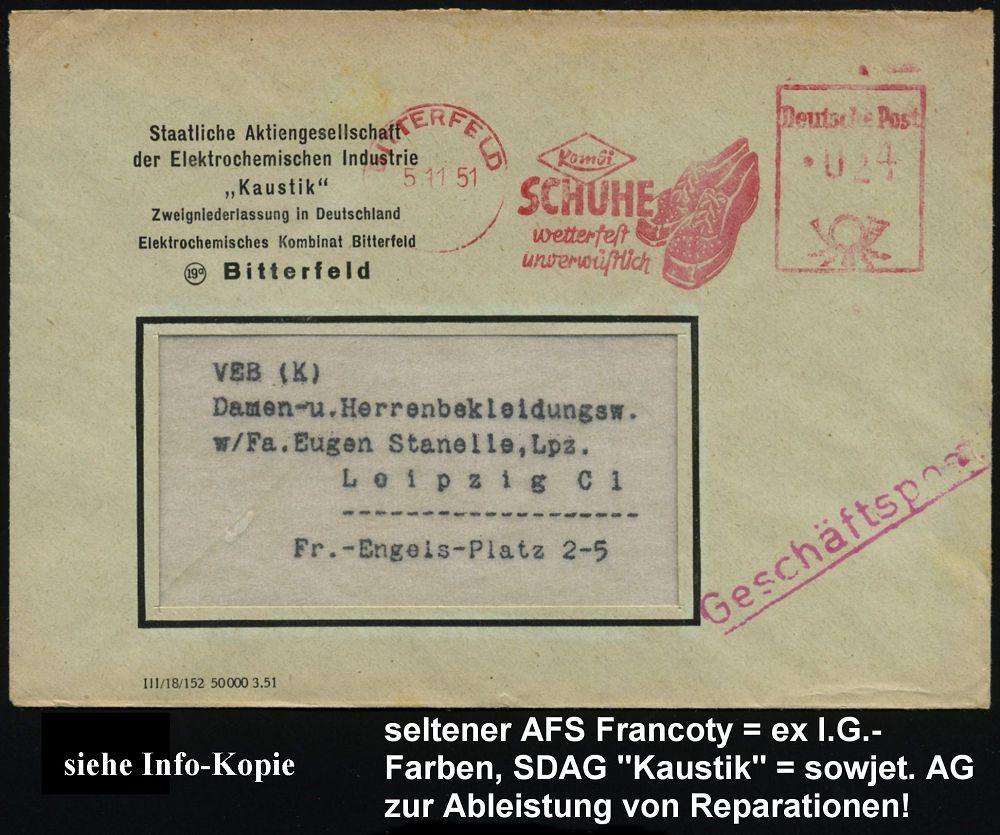 Staatliche Aktiengesellschaft
der Elektrochemischen Industrie
„Kaustik“
Zweigniederlassung in Deutschland
Elektrochemisches Kombinat Bitterfeld
19a Bitterfeld
BITTERFELD
5.11.51
Kombi
SCHUHE
wetterfest
unverwüstlich
Deutsche Post
024
VEB (K)
Damen-u.Herrenbekleidungsw.
w/Fa.Eugen Stanelle,Lpz.
Leipzig C1
Fr.-Engels-Platz 2-5
Geschäftspost
III/18/152 50000 3.51
siehe Info-Kopie
seltener AFS Francoty = ex I.G.-
Farben, SDAG "Kaustik" = sowjet. AG
zur Ableistung von Reparationen!